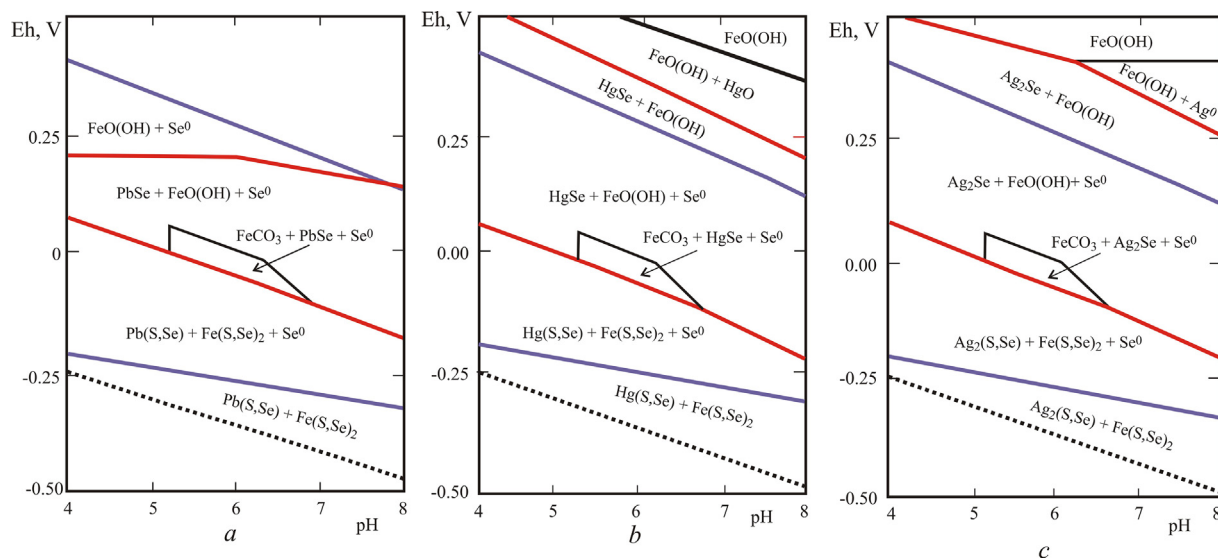 Eh, V
0.25
0
-0.25
-0.50
4
5
6
7
8
pH
a
FeO(OH) + Se⁰
PbSe + FeO(OH) + Se⁰
FeCO₃ + PbSe + Se⁰
Pb(S,Se) + Fe(S,Se)₂ + Se⁰
Pb(S,Se) + Fe(S,Se)₂
Eh, V
0.25
0.00
-0.25
-0.50
4
5
6
7
8
pH
b
FeO(OH)
FeO(OH) + HgO
HgSe + FeO(OH)
HgSe + FeO(OH) + Se⁰
FeCO₃ + HgSe + Se⁰
Hg(S,Se) + Fe(S,Se)₂ + Se⁰
Hg(S,Se) + Fe(S,Se)₂
Eh, V
0.25
0.00
-0.25
-0.50
4
5
6
7
8
pH
c
FeO(OH)
FeO(OH) + Ag⁰
Ag₂Se + FeO(OH)
Ag₂Se + FeO(OH)+ Se⁰
FeCO₃ + Ag₂Se + Se⁰
Ag₂(S,Se) + Fe(S,Se)₂ + Se⁰
Ag₂(S,Se) + Fe(S,Se)₂